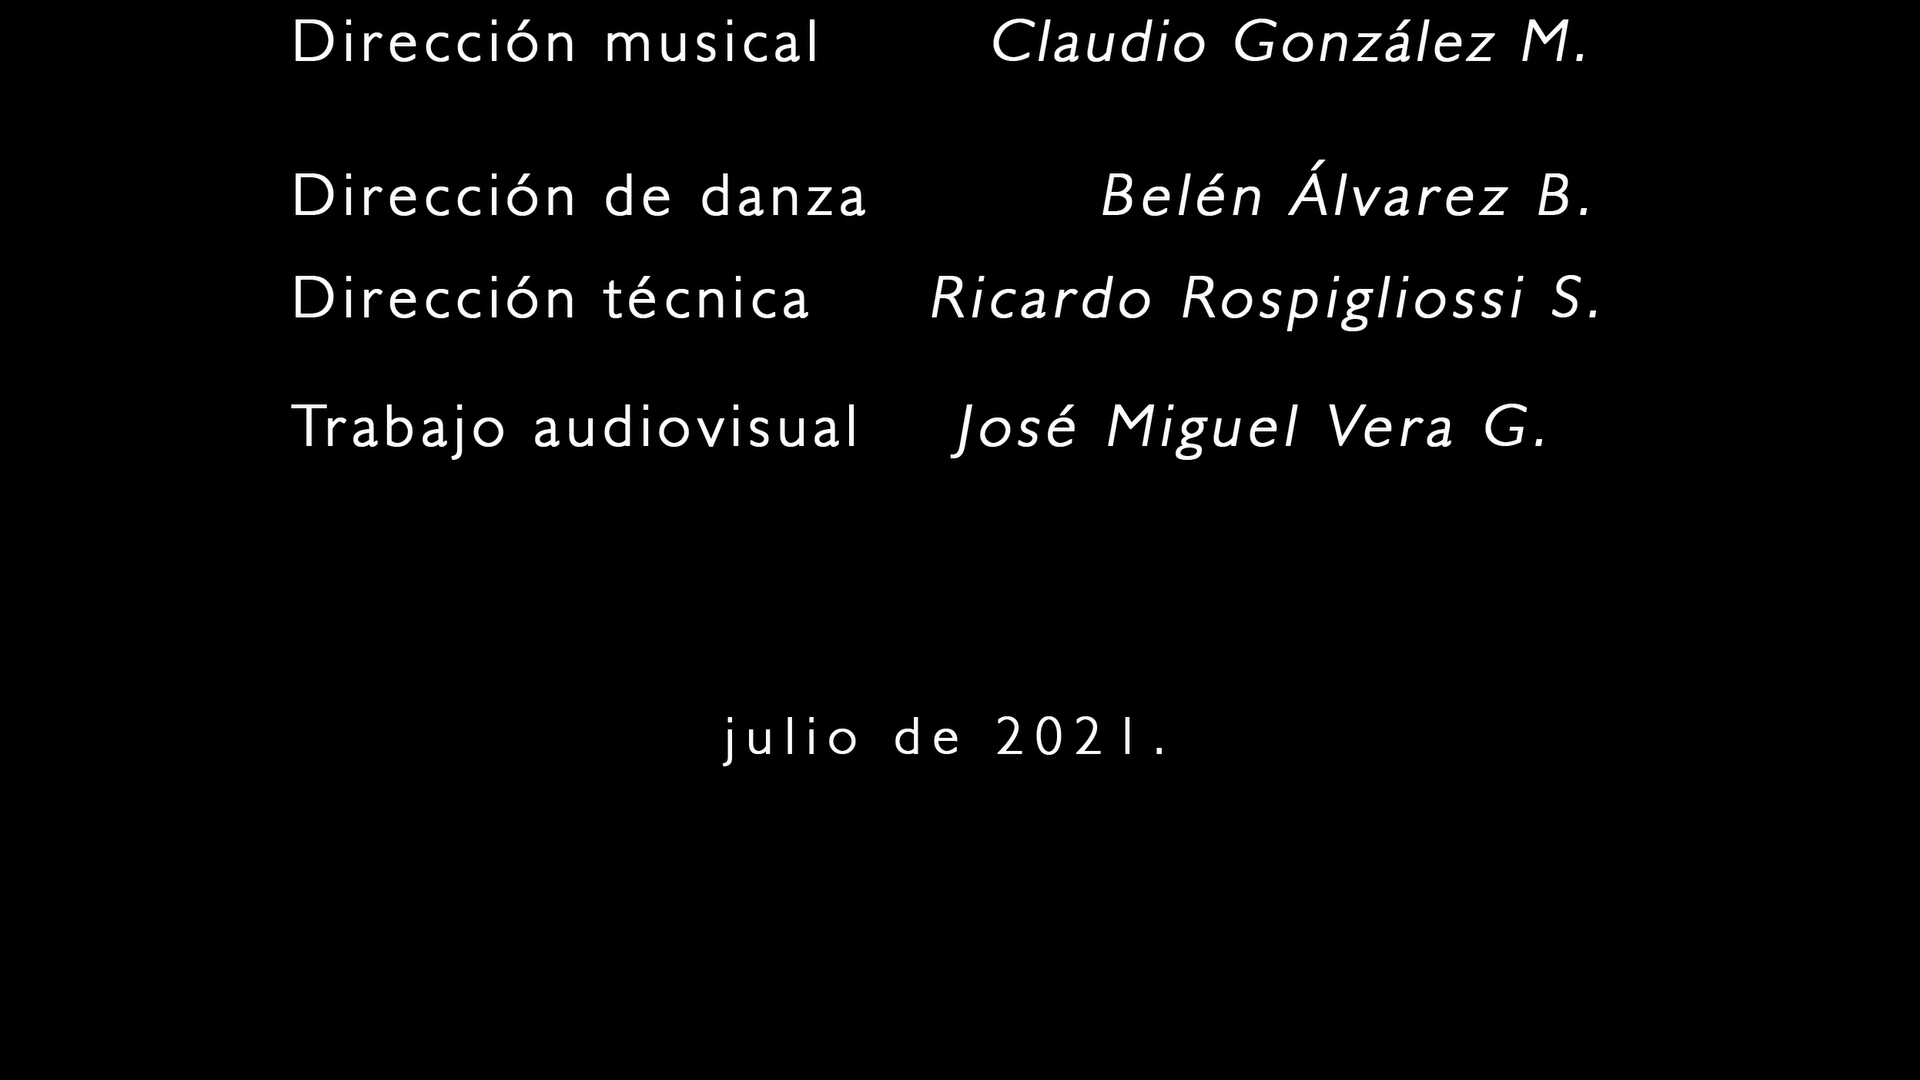 Dirección musical Claudio González M.
Dirección de danza Belén Álvarez B.
Dirección técnica Ricardo Rospigliossi S.
Trabajo audiovisual José Miguel Vera G.
julio de 2021.